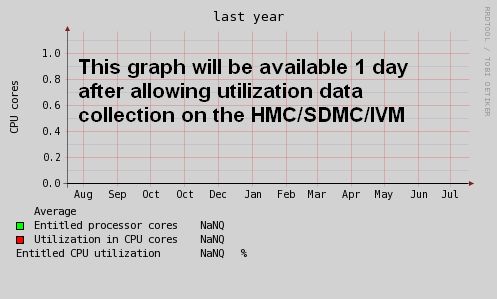 last year
RRDTOOL / TOBI OETIKER
CPU cores
1.0
0.8
0.6
0.4
0.2
0.0
This graph will be available 1 day
after allowing utilization data
collection on the HMC/SDMC/IVM
Aug Sep Oct Oct Dec Jan Feb Mar Apr May Jun Jul
Average
Entitled processor cores NaNQ
Utilization in CPU cores NaNQ
Entitled CPU utilization NaNQ %